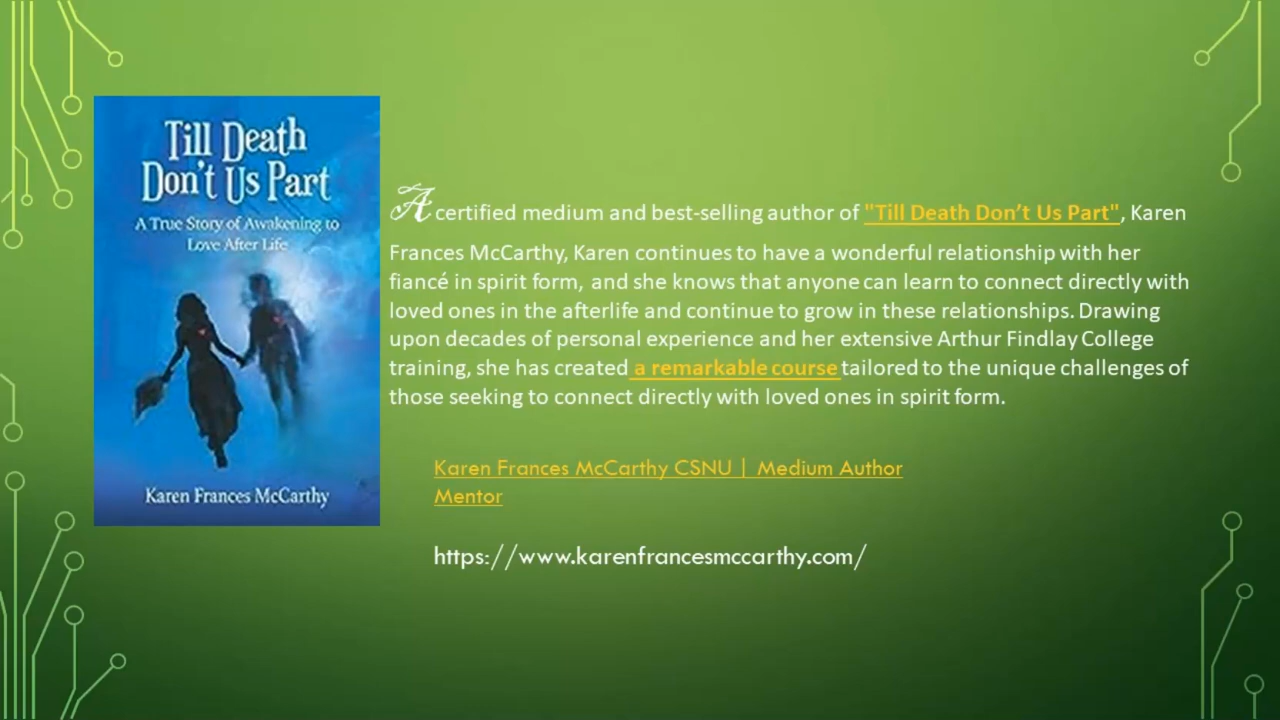 Till Death
Don't Us Part
A True Story of Awakening to
Love After Life
Karen Frances McCarthy
A certified medium and best-selling author of "Till Death Don’t Us Part", Karen
Frances McCarthy, Karen continues to have a wonderful relationship with her
fiancé in spirit form, and she knows that anyone can learn to connect directly with
loved ones in the afterlife and continue to grow in these relationships. Drawing
upon decades of personal experience and her extensive Arthur Findlay College
training, she has created a remarkable course tailored to the unique challenges of
those seeking to connect directly with loved ones in spirit form.
Karen Frances McCarthy CSNU | Medium Author
Mentor
https://www.karenfrancesmccarthy.com/